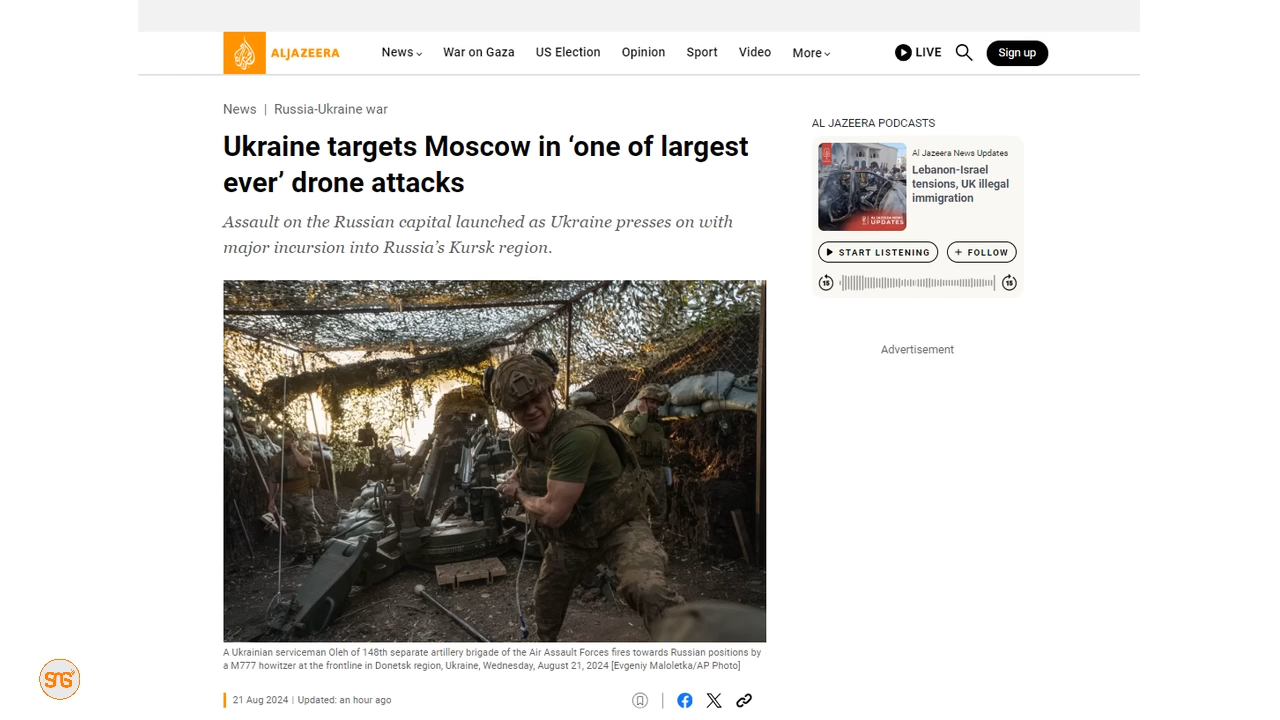 ALJAZEERA
News
War on Gaza
US Election
Opinion
Sport
Video
More
LIVE
Sign up
News | Russia-Ukraine war
Ukraine targets Moscow in ‘one of largest
ever’ drone attacks
Assault on the Russian capital launched as Ukraine presses on with
major incursion into Russia’s Kursk region.
A Ukrainian serviceman Oleh of 148th separate artillery brigade of the Air Assault Forces fires towards Russian positions by
a M777 howitzer at the frontline in Donetsk region, Ukraine, Wednesday, August 21, 2024 [Evgeniy Maloletka/AP Photo]
21 Aug 2024 | Updated: an hour ago
AL JAZEERA PODCASTS
Al Jazeera News Updates
Lebanon-Israel
tensions, UK illegal
immigration
AL JAZEERA NEWS
UPDATES
START LISTENING
+ FOLLOW
15
15
Advertisement
SNG